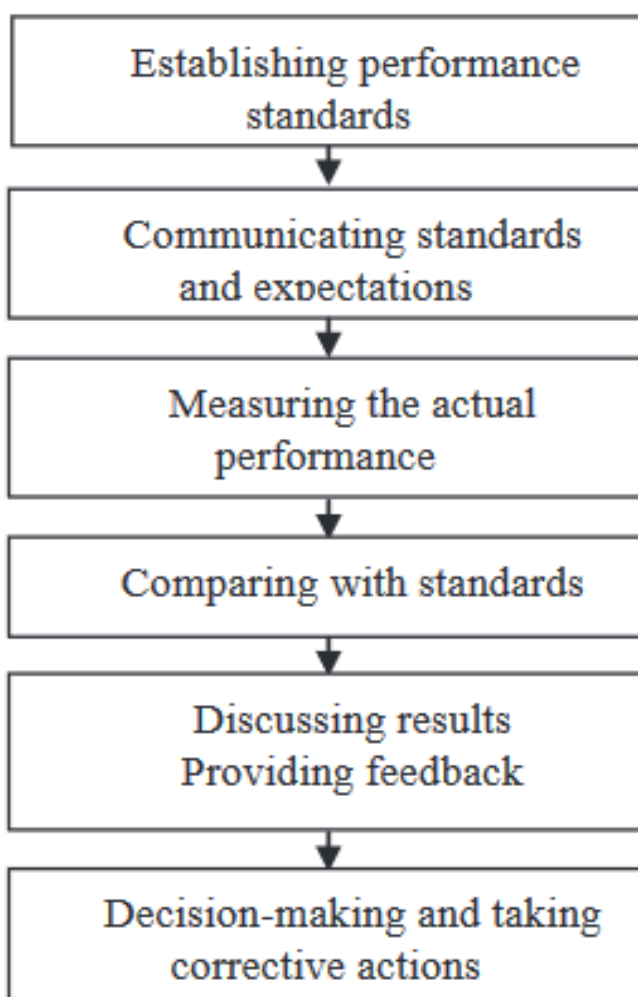 Establishing performance
standards
Communicating standards
and expectations
Measuring the actual
performance
Comparing with standards
Discussing results
Providing feedback
Decision-making and taking
corrective actions